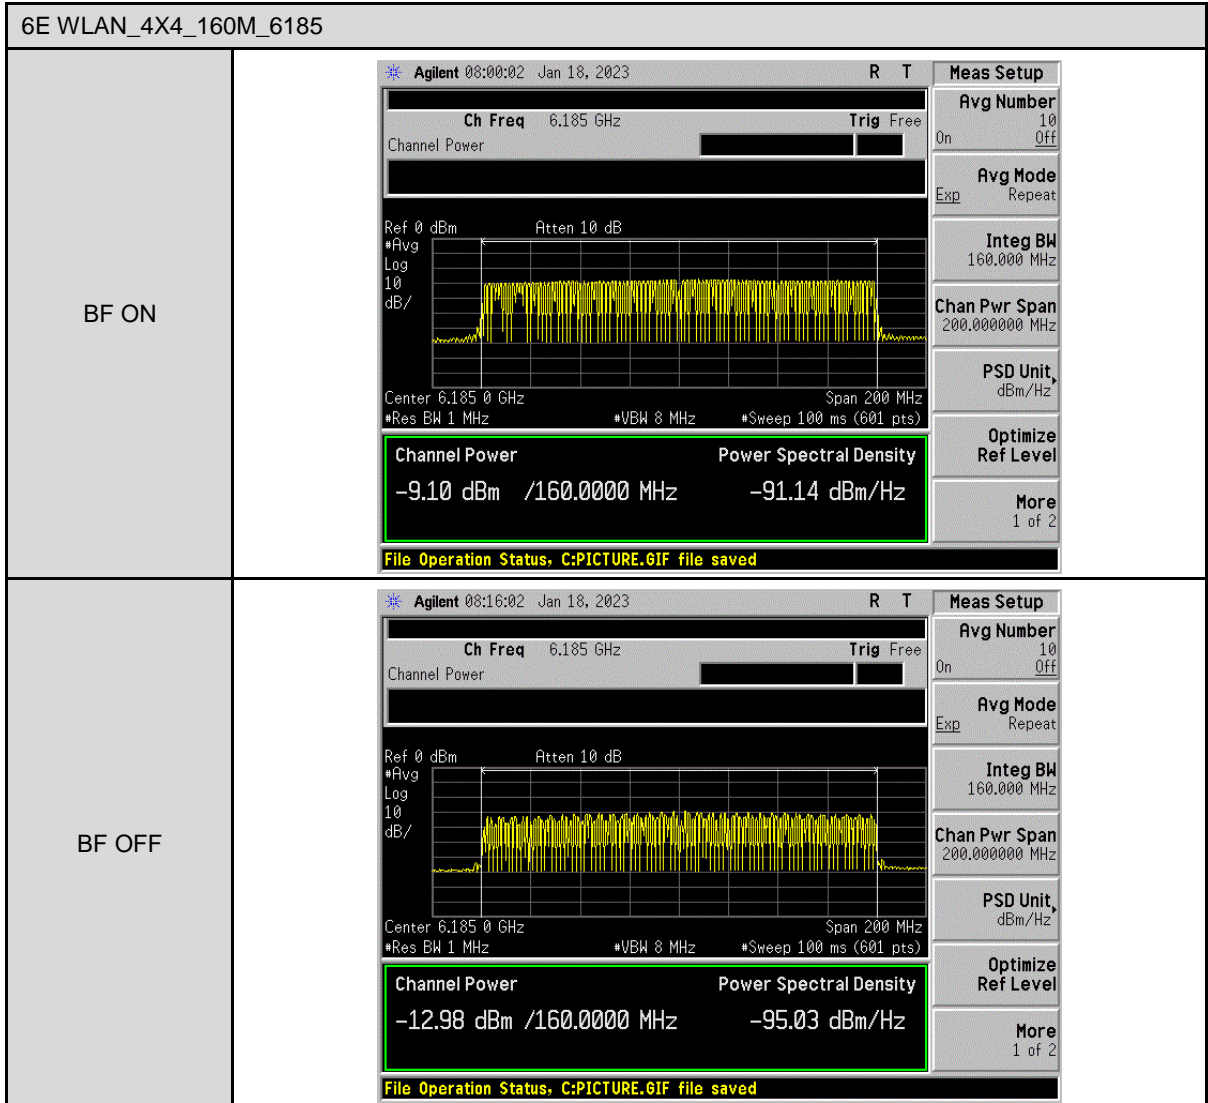 6E WLAN_4X4_160M_6185
BF ON
Agilent 08:00:02 Jan 18, 2023 R T
Meas Setup
Ch Freq 6.185 GHz Trig Free
Channel Power
Avg Number
10
On Off
Avg Mode
Exp Repeat
Ref 0 dBm Atten 10 dB
#Avg
Log
10
dB/
Integ BW
160.000 MHz
Chan Pwr Span
200.000000 MHz
PSD Unit
dBm/Hz
Center 6.185 0 GHz Span 200 MHz
#Res BW 1 MHz #VBW 8 MHz #Sweep 100 ms (601 pts)
Optimize
Ref Level
Channel Power Power Spectral Density
-9.10 dBm /160.0000 MHz -91.14 dBm/Hz
More
1 of 2
File Operation Status, C:PICTURE.GIF file saved
BF OFF
Agilent 08:16:02 Jan 18, 2023 R T
Meas Setup
Ch Freq 6.185 GHz Trig Free
Channel Power
Avg Number
10
On Off
Avg Mode
Exp Repeat
Ref 0 dBm Atten 10 dB
#Avg
Log
10
dB/
Integ BW
160.000 MHz
Chan Pwr Span
200.000000 MHz
PSD Unit
dBm/Hz
Center 6.185 0 GHz Span 200 MHz
#Res BW 1 MHz #VBW 8 MHz #Sweep 100 ms (601 pts)
Optimize
Ref Level
Channel Power Power Spectral Density
-12.98 dBm /160.0000 MHz -95.03 dBm/Hz
More
1 of 2
File Operation Status, C:PICTURE.GIF file saved